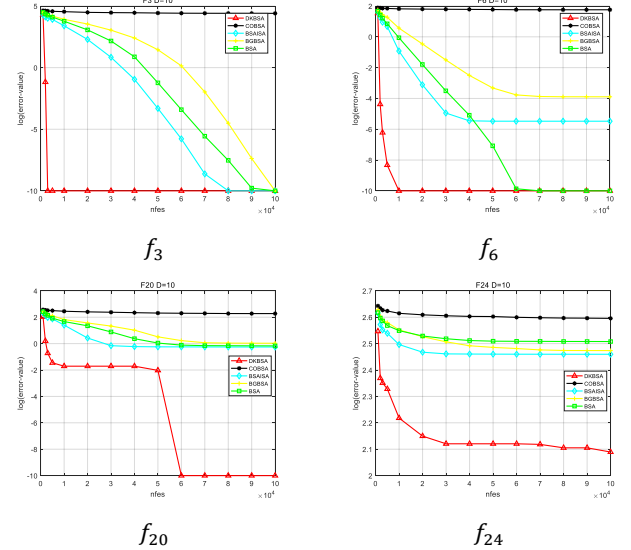 F3 D=10
5
0
-5
-10
log(error-value)
DKBSA
COBSA
BSAISA
BGBSA
BSA
0 1 2 3 4 5 6 7 8 9 10
nfes
×10⁴
f₃
F6 D=10
2
0
-2
-4
-6
-8
-10
log(error-value)
DKBSA
COBSA
BSAISA
BGBSA
BSA
0 1 2 3 4 5 6 7 8 9 10
nfes
×10⁴
f₆
F20 D=10
4
2
0
-2
-4
-6
-8
-10
log(error-value)
DKBSA
COBSA
BSAISA
BGBSA
BSA
0 1 2 3 4 5 6 7 8 9 10
nfes
×10⁴
f₂₀
F24 D=10
2.7
2.6
2.5
2.4
2.3
2.2
2.1
2
log(error-value)
DKBSA
COBSA
BSAISA
BGBSA
BSA
0 1 2 3 4 5 6 7 8 9 10
nfes
×10⁴
f₂₄